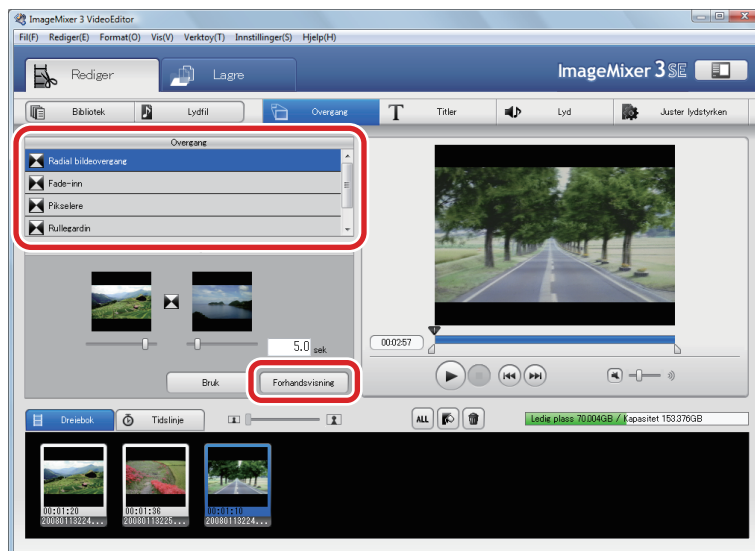 ImageMixer 3 VideoEditor
Fil(F) Rediger(E) Format(O) Vis(V) Verktoy(T) Innstillinger(S) Hjelp(H)
Rediger Lagre ImageMixer 3 SE
Bibliotek Lydfil Overgang T Titler Lyd Juster lydstyrken
Overgang
Radial bildeovergang
Fade-inn
Pikselere
Rullegardin
5.0 sek
00:02:57
Bruk Forhandsvisning
Dreiebok Tidslinje ALL Ledig plass 70.004GB / Kapasitet 153.376GB
00:01:20 00:01:36 00:01:10
20080113224... 20080113225... 20080113224...